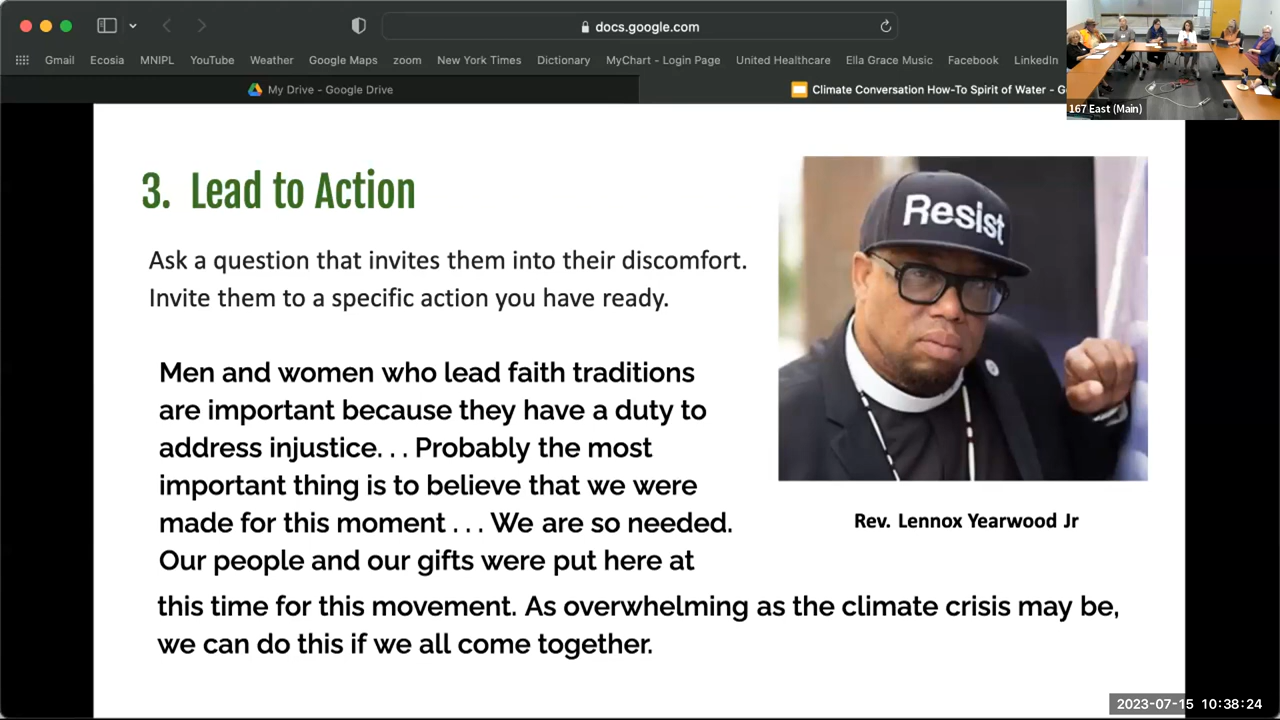 docs.google.com
Gmail Ecosia MNIPL YouTube Weather Google Maps zoom New York Times Dictionary MyChart - Login Page United Healthcare Ella Grace Music Facebook LinkedIn
My Drive - Google Drive
Climate Conversation How-To Spirit of Water - G
167 East (Main)
3. Lead to Action
Ask a question that invites them into their discomfort.
Invite them to a specific action you have ready.
Resist
Men and women who lead faith traditions
are important because they have a duty to
address injustice. . . Probably the most
important thing is to believe that we were
made for this moment . . . We are so needed.
Our people and our gifts were put here at
this time for this movement. As overwhelming as the climate crisis may be,
we can do this if we all come together.
Rev. Lennox Yearwood Jr
2023-07-15 10:38:24